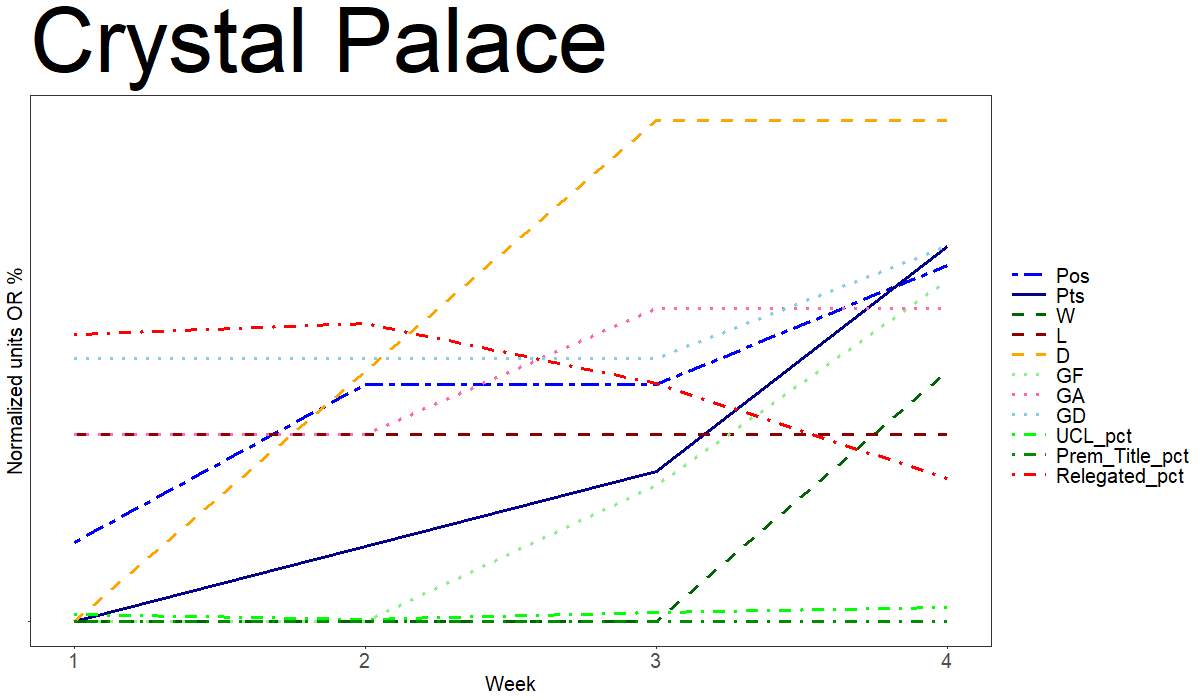 Crystal Palace
Normalized units OR %
Pos
Pts
W
L
D
GF
GA
GD
UCL_pct
Prem_Title_pct
Relegated_pct
1 2 3 4
Week